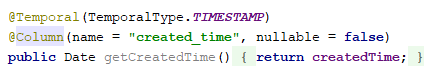 @Temporal(TemporalType.TIMESTAMP)
@Column(name = "created_time", nullable = false)
public Date getCreatedTime() { return createdTime; }